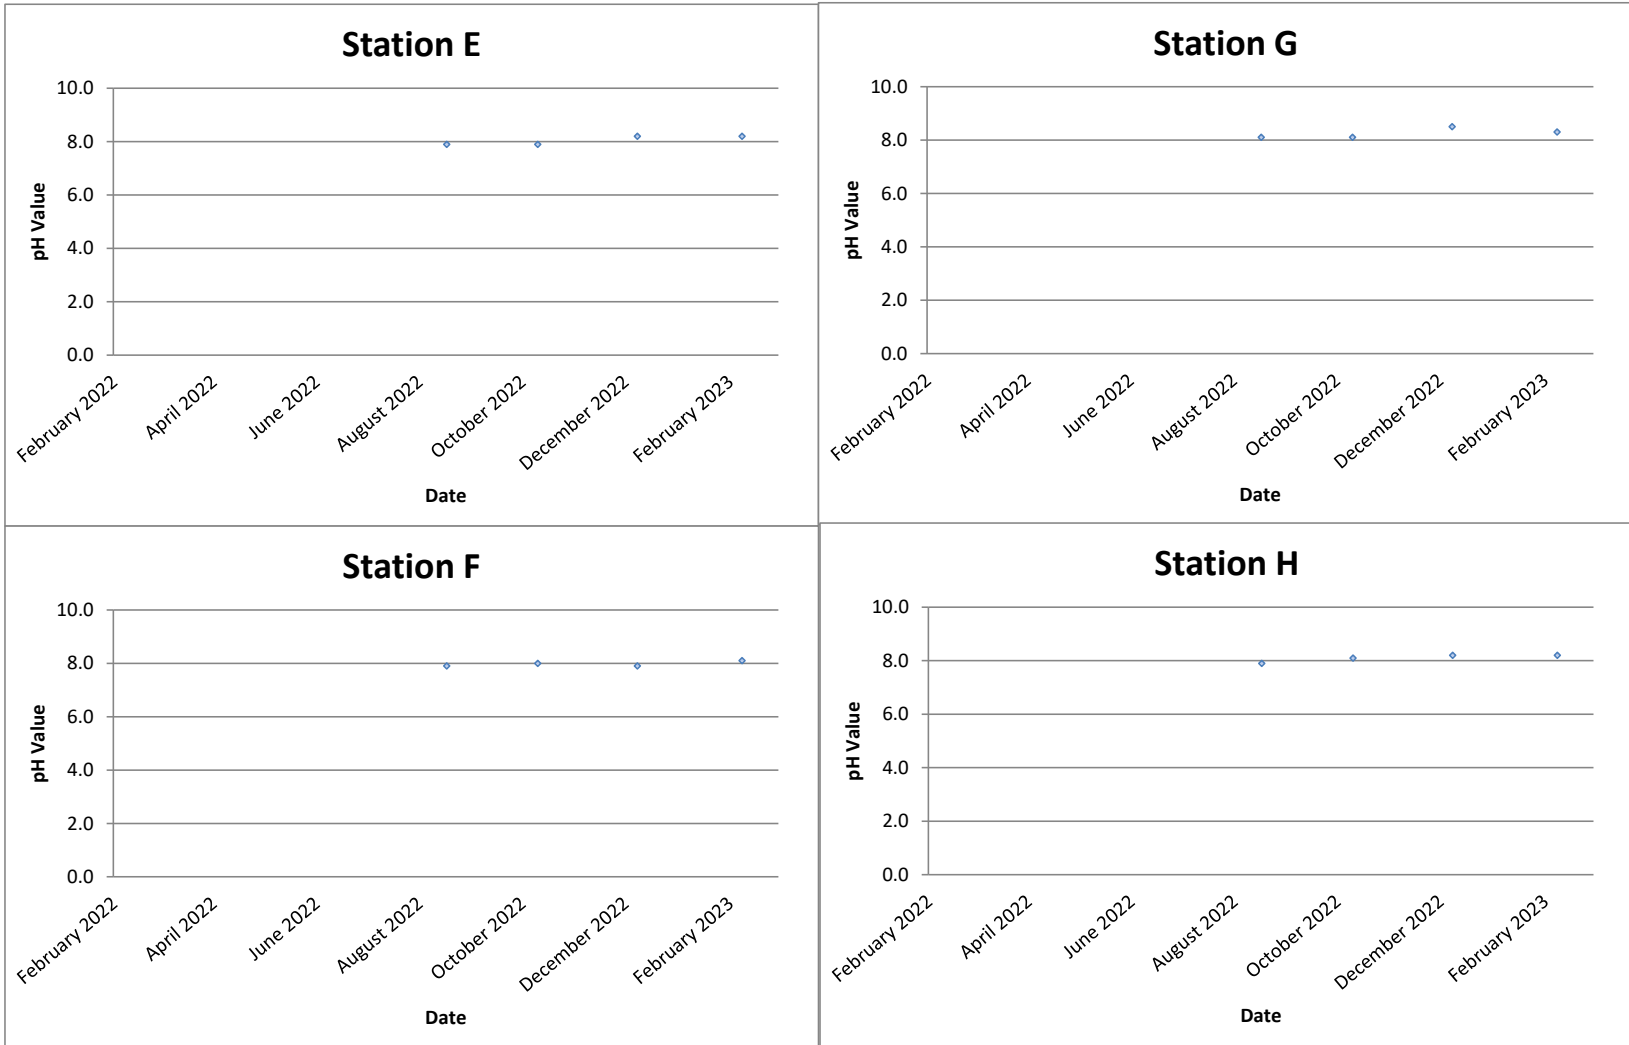 Station E
10.0
8.0
6.0
4.0
2.0
0.0
pH Value
February 2022
April 2022
June 2022
August 2022
October 2022
December 2022
February 2023
Date
Station G
10.0
8.0
6.0
4.0
2.0
0.0
pH Value
February 2022
April 2022
June 2022
August 2022
October 2022
December 2022
February 2023
Date
Station F
10.0
8.0
6.0
4.0
2.0
0.0
pH Value
February 2022
April 2022
June 2022
August 2022
October 2022
December 2022
February 2023
Date
Station H
10.0
8.0
6.0
4.0
2.0
0.0
pH Value
February 2022
April 2022
June 2022
August 2022
October 2022
December 2022
February 2023
Date